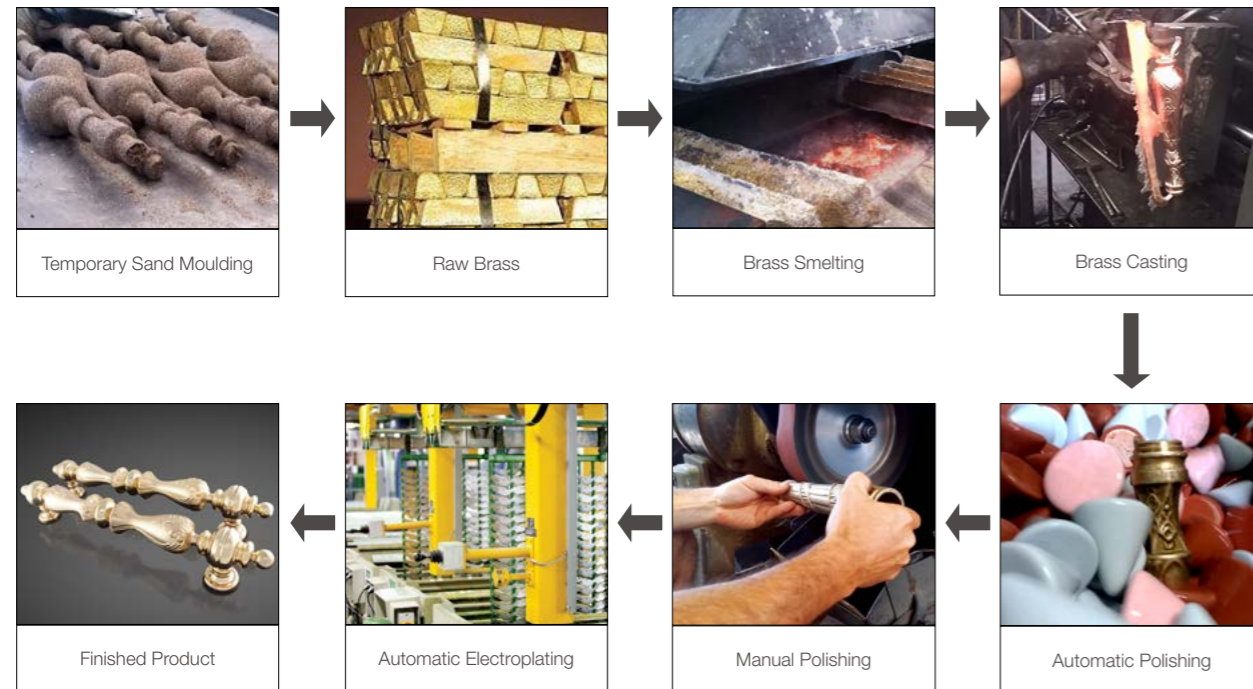 Temporary Sand Moulding
Raw Brass
Brass Smelting
Brass Casting
Automatic Polishing
Manual Polishing
Automatic Electroplating
Finished Product